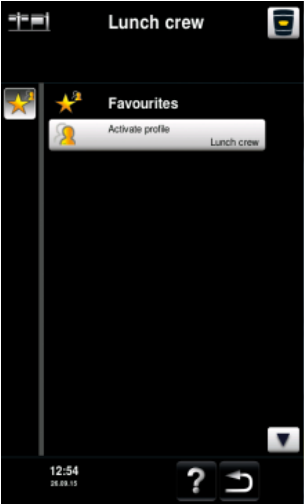 Lunch crew
Favourites
Activate profile
Lunch crew
12:54
26.09.15
?